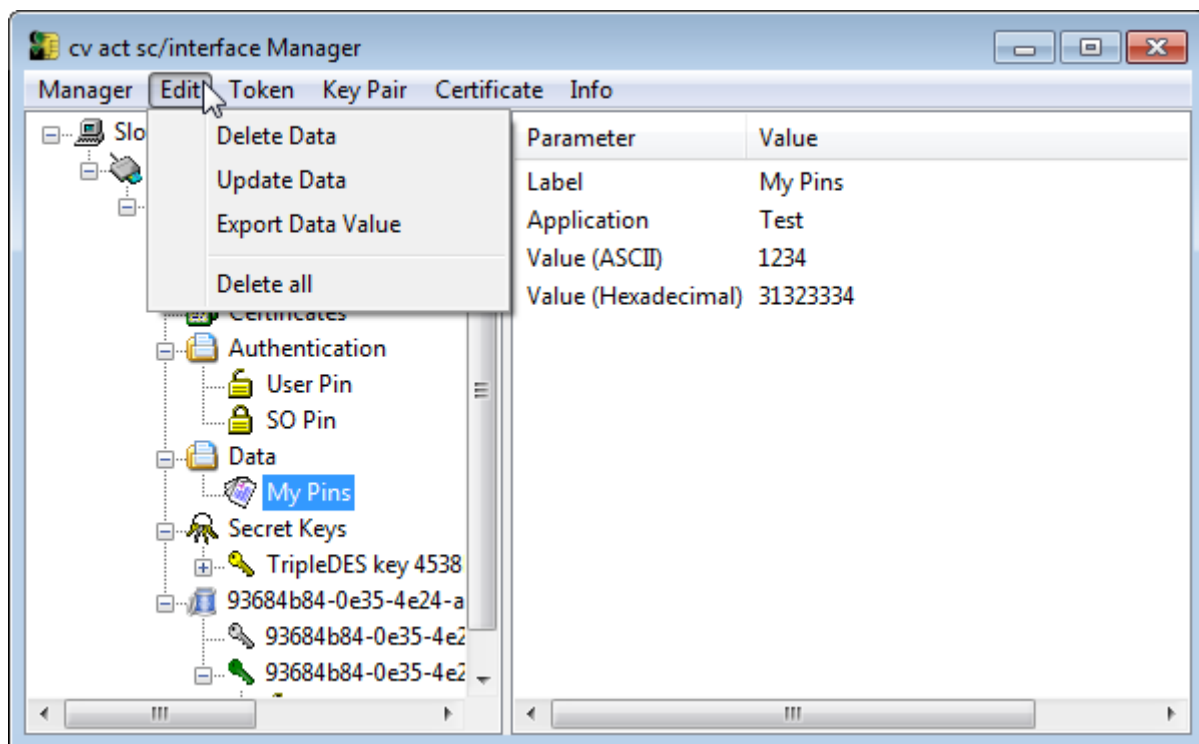 cv act sc/interface Manager
Manager Edit Token Key Pair Certificate Info
Slo
Delete Data
Update Data
Export Data Value
Delete all
Certificates
Authentication
User Pin
SO Pin
Data
My Pins
Secret Keys
TripleDES key 4538
93684b84-0e35-4e24-a
93684b84-0e35-4e2
93684b84-0e35-4e2
Parameter Value
Label My Pins
Application Test
Value (ASCII) 1234
Value (Hexadecimal) 31323334